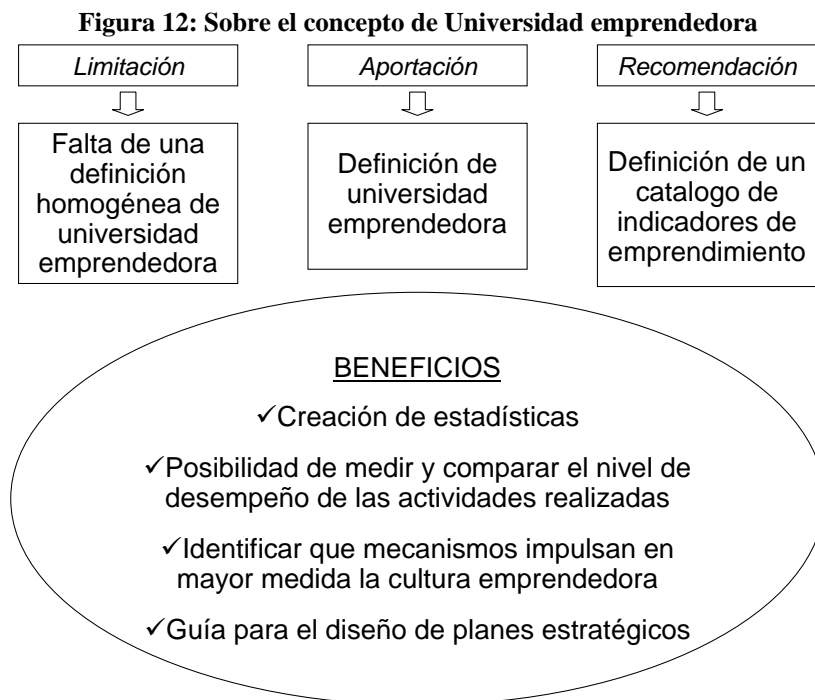 Figura 12: Sobre el concepto de Universidad emprendedora
Limitación
Aportación
Recomendación
Falta de una
definición
homogénea de
universidad
emprendedora
Definición de
universidad
emprendedora
Definición de un
catalogo de
indicadores de
emprendimiento
BENEFICIOS
✓Creación de estadísticas
✓Posibilidad de medir y comparar el nivel de
desempeño de las actividades realizadas
✓Identificar que mecanismos impulsan en
mayor medida la cultura emprendedora
✓Guía para el diseño de planes estratégicos